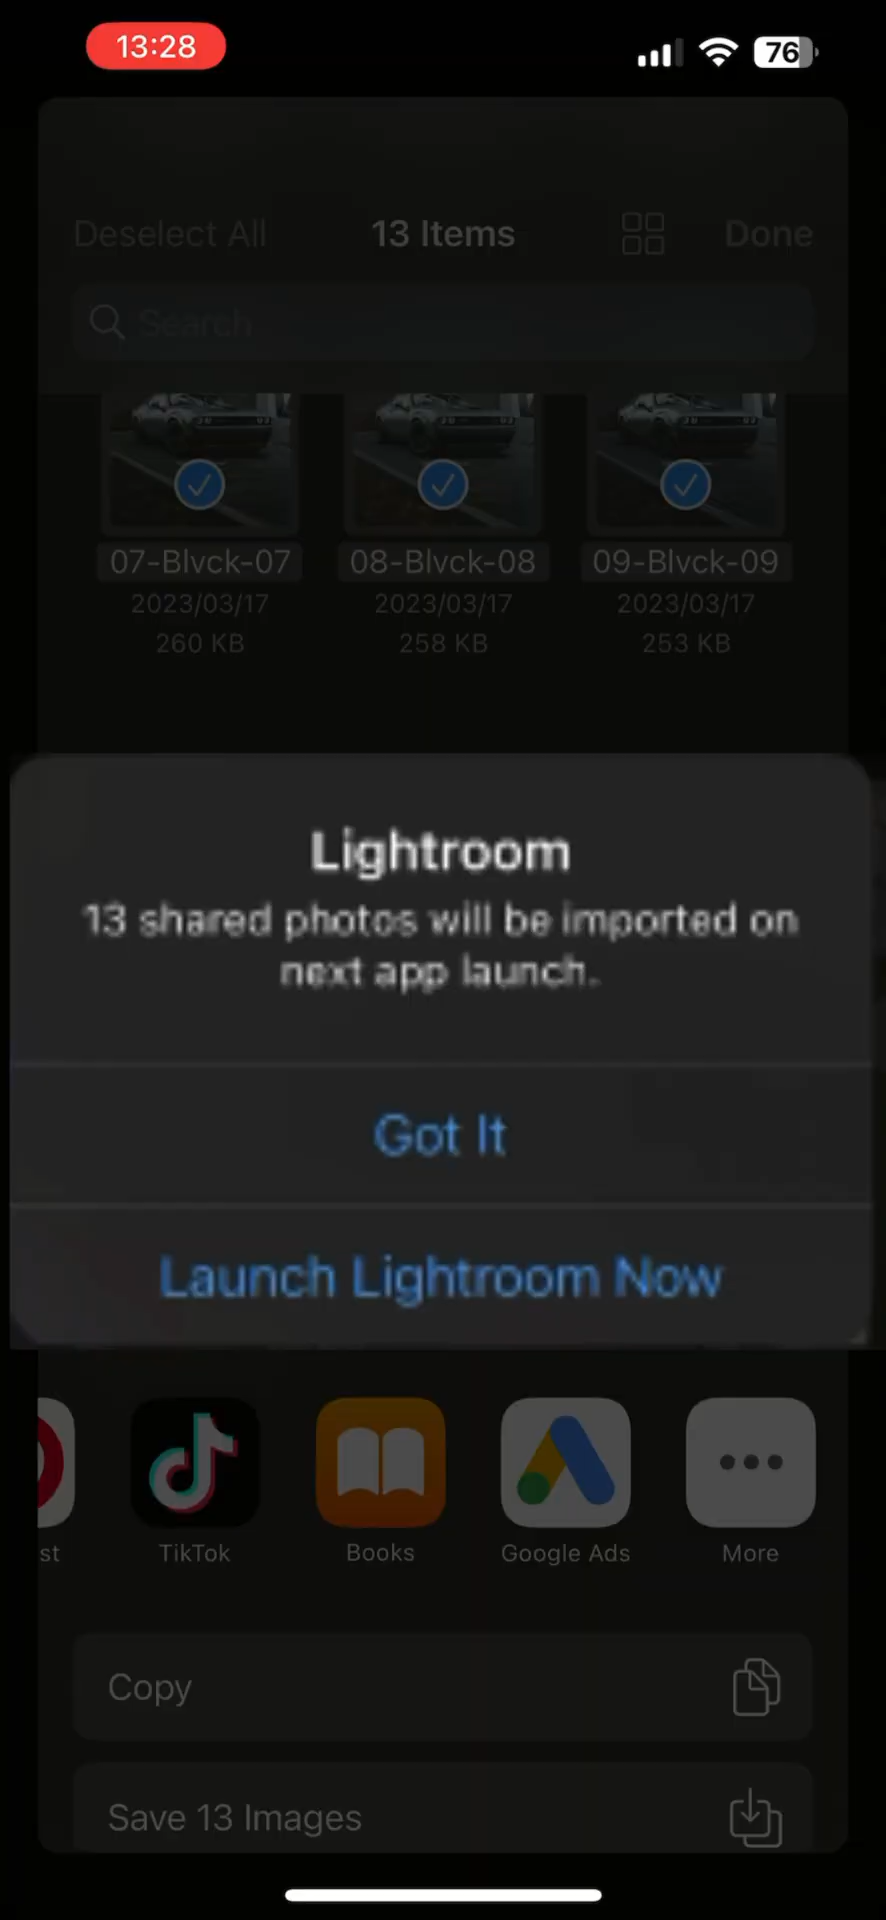 13:28
76
Deselect All
13 Items
Done
Search
07-Blvck-07
08-Blvck-08
09-Blvck-09
2023/03/17
2023/03/17
2023/03/17
260 KB
258 KB
253 KB
Lightroom
13 shared photos will be imported on
next app launch.
Got It
Launch Lightroom Now
st
TikTok
Books
Google Ads
More
Copy
Save 13 Images